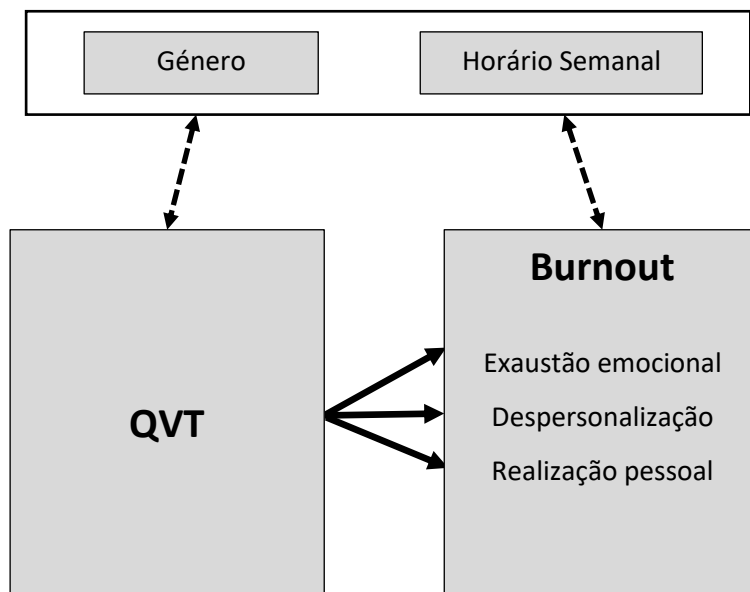 Género
Horário Semanal
Burnout
QVT
Exaustão emocional
Despersonalização
Realização pessoal